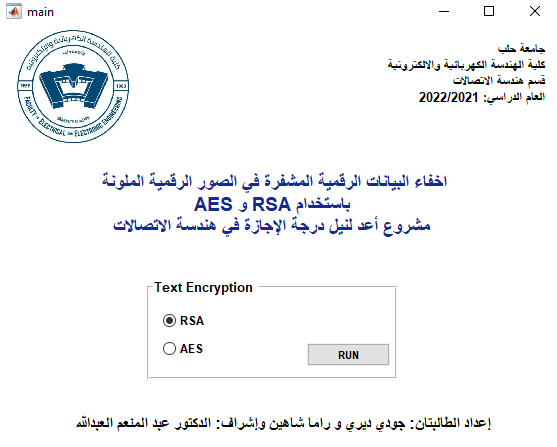 main
جامعة حلب
كلية الهندسة الكهربائية والالكترونية
قسم هندسة الاتصالات
العام الدراسي: 2022/2021
كلية الهندسة الكهربائية والإلكترونية
FEEE
1963
FACULTY OF ELECTRICAL AND ELECTRONIC ENGINEERING
اخفاء البيانات الرقمية المشفرة في الصور الرقمية الملونة
باستخدام RSA و AES
مشروع أعد لنيل درجة الإجازة في هندسة الاتصالات
Text Encryption
RSA
AES
RUN
إعداد الطالبتان: جودي ديري و راما شاهين وإشراف: الدكتور عبد المنعم العبدالله